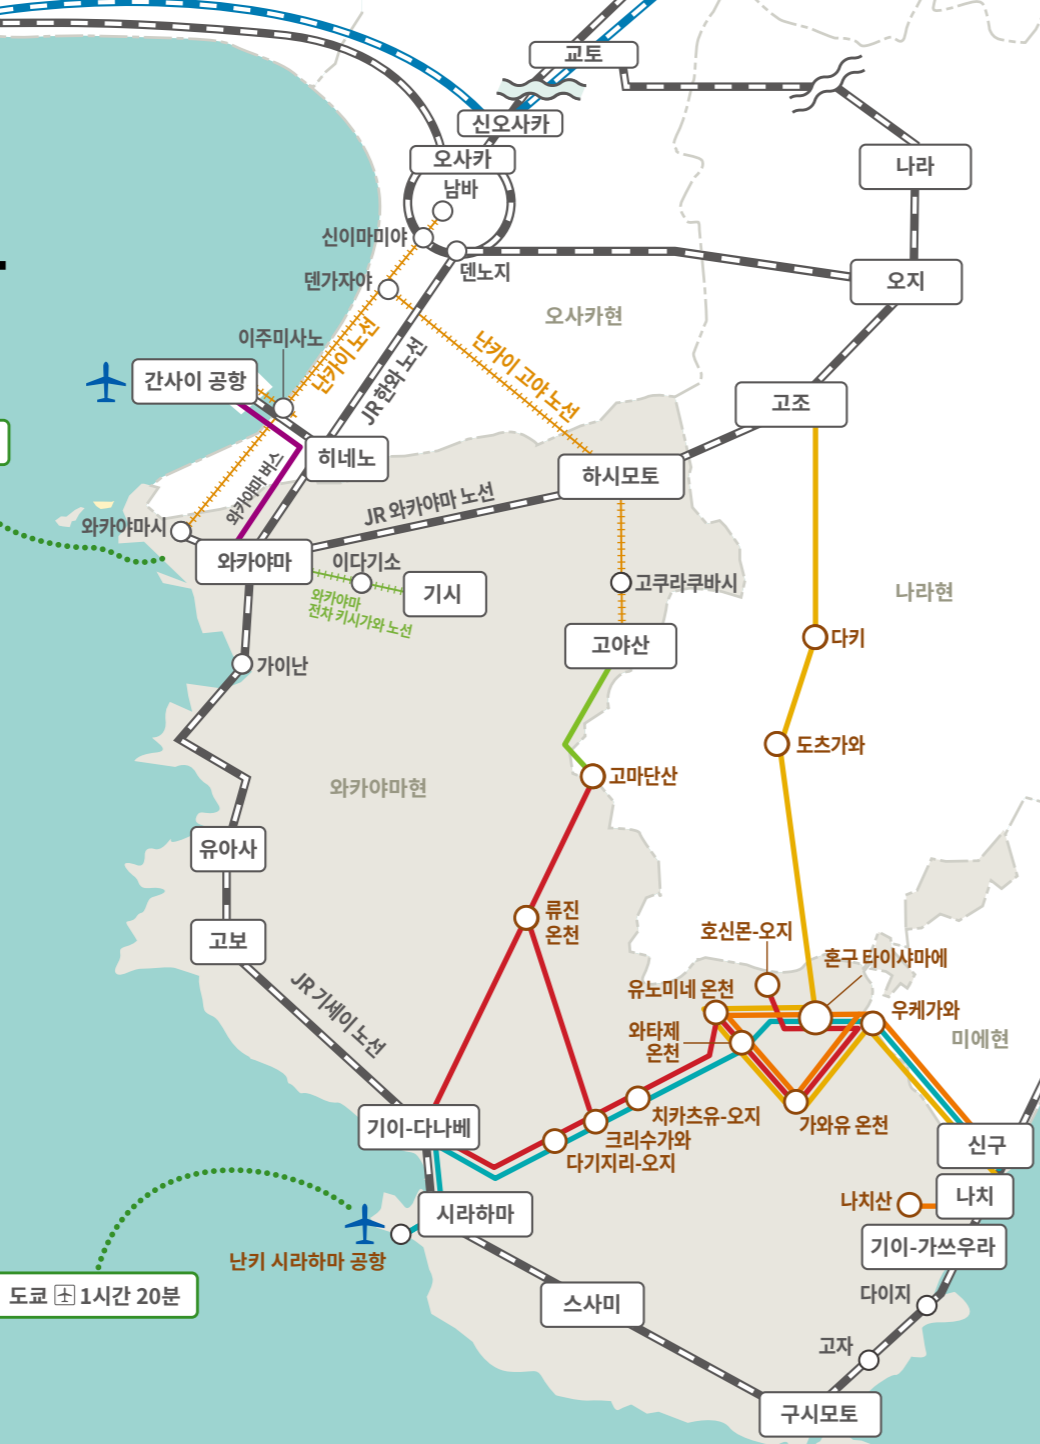 교토
신오사카
오사카
남바
나라
신이마미야
덴노지
덴가자야
오지
오사카현
이주미사노
난카이 노선
난카이 고야 노선
JR 한와 노선
간사이 공항
고조
히네노
하시모토
와카야마 버스
JR 와카야마 노선
와카야마시
와카야마
이다기소
기시
와카야마
전차 키시가와 노선
고쿠라쿠바시
나라현
고야산
다키
가이난
도츠가와
고마단산
와카야마현
유아사
류진
온천
고보
호신몬-오지
혼구 타이샤마에
유노미네 온천
우케가와
와타제
온천
미에현
JR 기세이 노선
치카츠유-오지
가와유 온천
기이-다나베
크리수가와
다기지리-오지
신구
나치산
나치
시라하마
기이-가쓰우라
난키 시라하마 공항
도쿄 1시간 20분
스사미
다이지
고자
구시모토